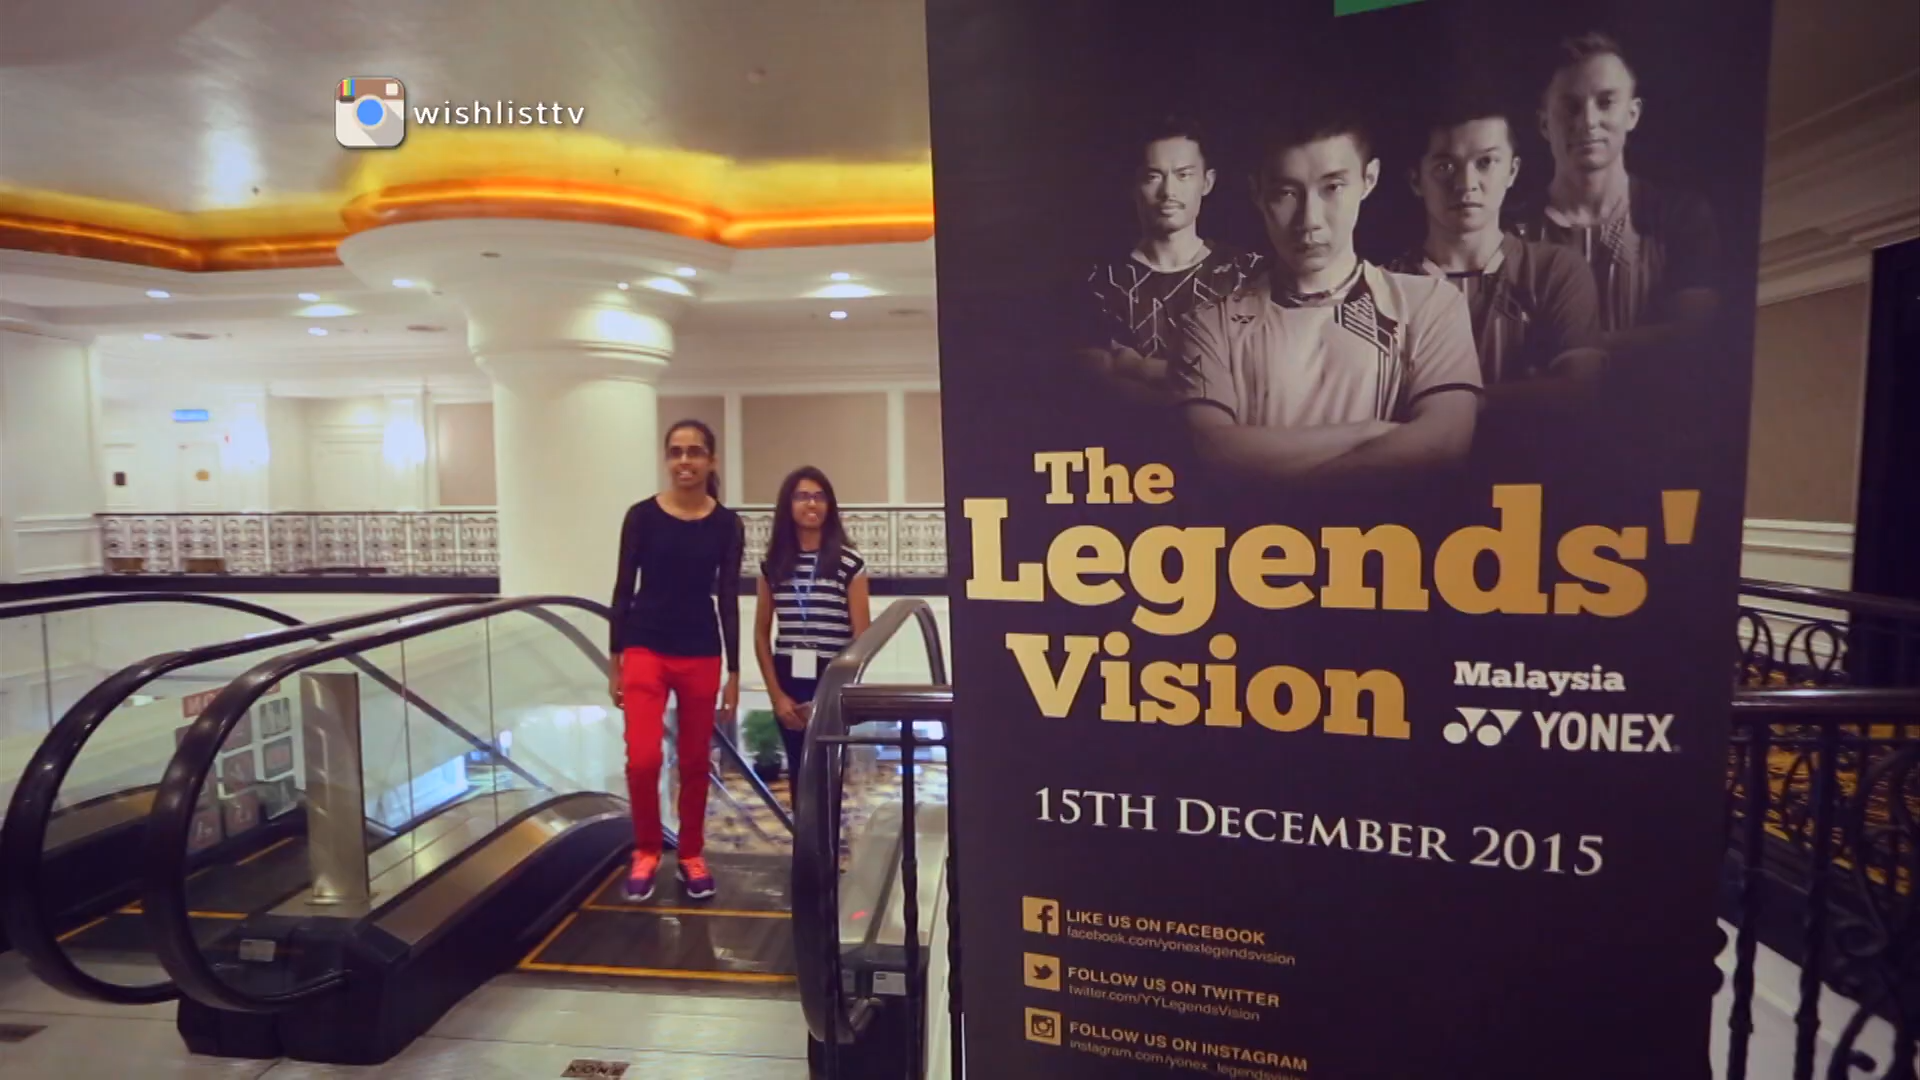 wishlisttv
The
Legends'
Vision
Malaysia
YONEX
15TH DECEMBER 2015
LIKE US ON FACEBOOK
facebook.com/yonexlegendsvision
FOLLOW US ON TWITTER
twitter.com/YYLegendsVision
FOLLOW US ON INSTAGRAM
KONE